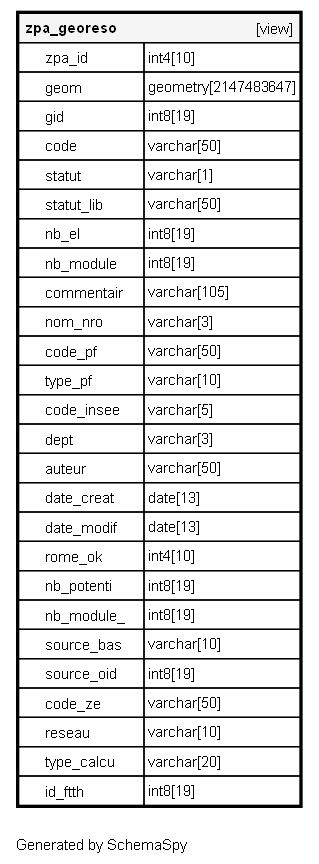 zpa_georeso [view]
zpa_id int4[10]
geom geometry[2147483647]
gid int8[19]
code varchar[50]
statut varchar[1]
statut_lib varchar[50]
nb_el int8[19]
nb_module int8[19]
commentair varchar[105]
nom_nro varchar[3]
code_pf varchar[50]
type_pf varchar[10]
code_insee varchar[5]
dept varchar[3]
auteur varchar[50]
date_creat date[13]
date_modif date[13]
rome_ok int4[10]
nb_potenti int8[19]
nb_module_ int8[19]
source_bas varchar[10]
source_oid int8[19]
code_ze varchar[50]
reseau varchar[10]
type_calcu varchar[20]
id_ftth int8[19]
Generated by SchemaSpy